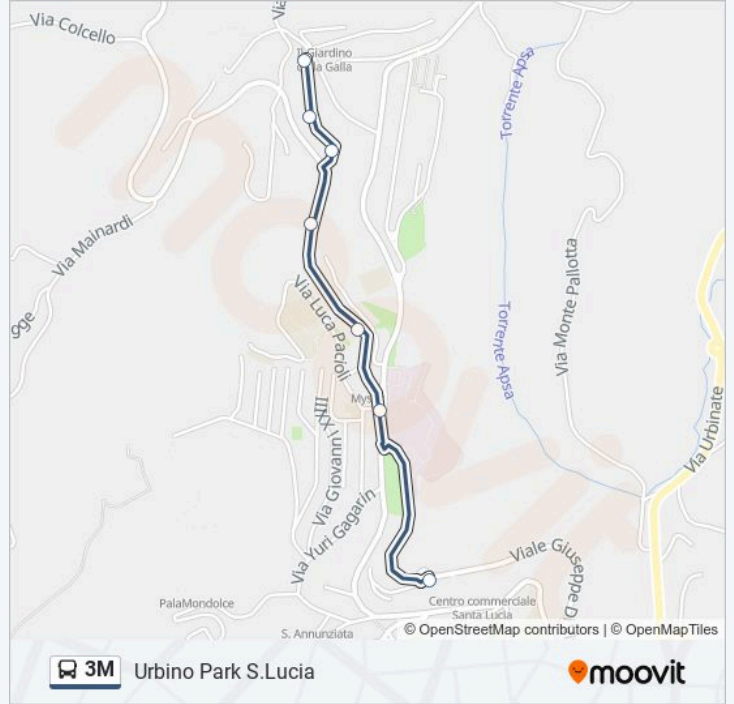 Via
Via Colcello
Il Giardino
della Galla
Torrente Apsa
Via Mainardi
Via Monte Pallotta
gge
Via Luca Pacioli
Torrente Apsa
Mys
Via Giovanni XXIII
Via Urbinate
Via Yuri Gagarin
Viale Giuseppe D
PalaMondolce
Centro commerciale
Santa Lucia
S. Annunziata
© OpenStreetMap contributors | © OpenMapTiles
3M Urbino Park S.Lucia
moovit